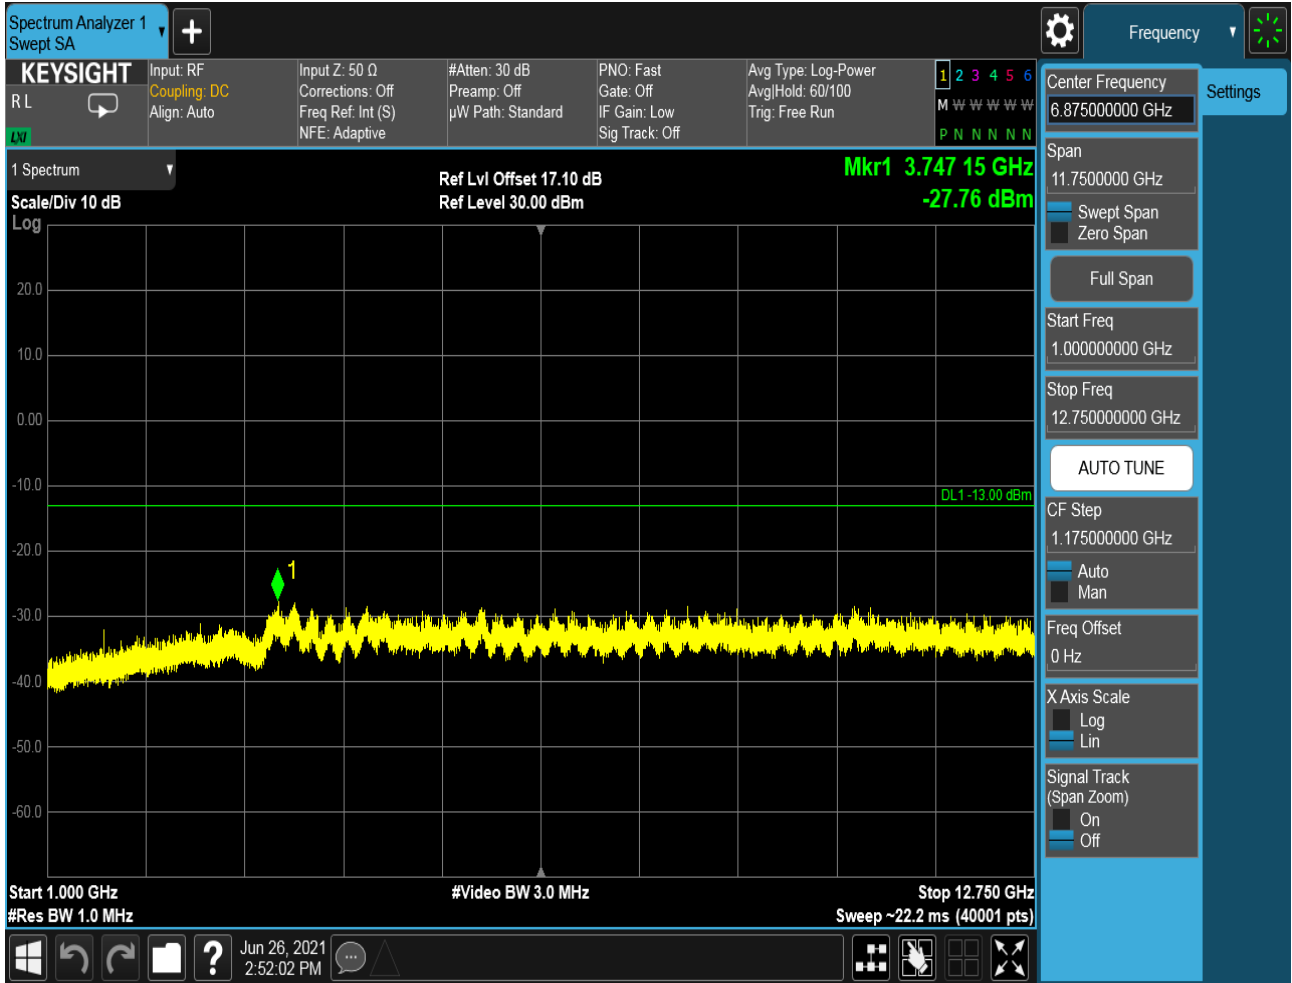 Spectrum Analyzer 1
Swept SA
+
Frequency
KEYSIGHT
R L
LXI
Input: RF
Coupling: DC
Align: Auto
Input Z: 50 Ω
Corrections: Off
Freq Ref: Int (S)
NFE: Adaptive
#Atten: 30 dB
Preamp: Off
µW Path: Standard
PNO: Fast
Gate: Off
IF Gain: Low
Sig Track: Off
Avg Type: Log-Power
Avg|Hold: 60/100
Trig: Free Run
1 2 3 4 5 6
M W W W W W
P N N N N N
1 Spectrum
Scale/Div 10 dB
Log
Ref Lvl Offset 17.10 dB
Ref Level 30.00 dBm
Mkr1 3.747 15 GHz
-27.76 dBm
20.0
10.0
0.00
-10.0
DL1 -13.00 dBm
-20.0
1
-30.0
-40.0
-50.0
-60.0
Start 1.000 GHz
#Res BW 1.0 MHz
#Video BW 3.0 MHz
Stop 12.750 GHz
Sweep ~22.2 ms (40001 pts)
Center Frequency
6.875000000 GHz
Settings
Span
11.7500000 GHz
Swept Span
Zero Span
Full Span
Start Freq
1.000000000 GHz
Stop Freq
12.750000000 GHz
AUTO TUNE
CF Step
1.175000000 GHz
Auto
Man
Freq Offset
0 Hz
X Axis Scale
Log
Lin
Signal Track
(Span Zoom)
On
Off
?
Jun 26, 2021
2:52:02 PM